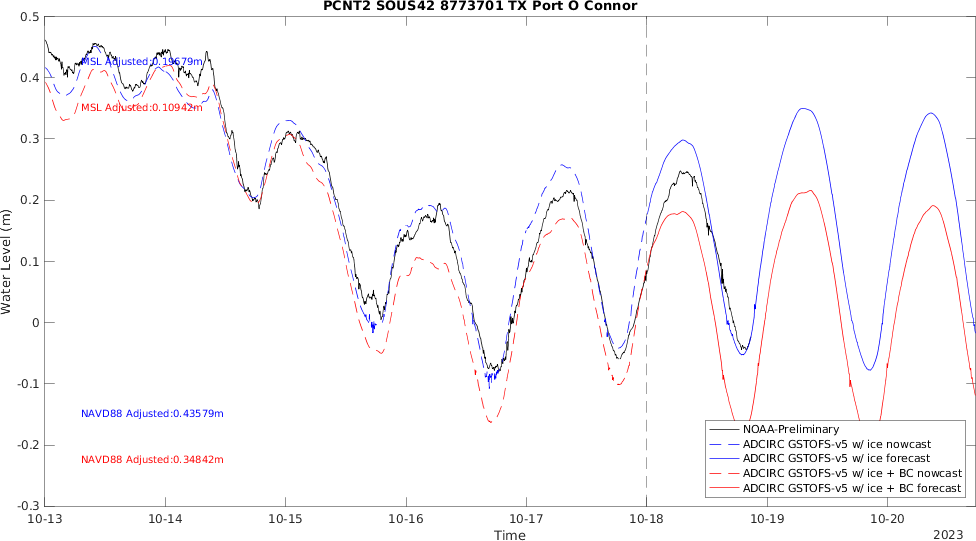 PCNT2 SOUS42 8773701 TX Port O Connor
0.5
0.4
0.3
0.2
0.1
0
-0.1
-0.2
-0.3
Water Level (m)
MSL Adjusted:0.19679m
MSL Adjusted:0.10942m
NAVD88 Adjusted:0.43579m
NAVD88 Adjusted:0.34842m
NOAA-Preliminary
ADCIRC GSTOFS-v5 w/ ice nowcast
ADCIRC GSTOFS-v5 w/ ice forecast
ADCIRC GSTOFS-v5 w/ ice + BC nowcast
ADCIRC GSTOFS-v5 w/ ice + BC forecast
10-13 10-14 10-15 10-16 10-17 10-18 10-19 10-20
Time
2023